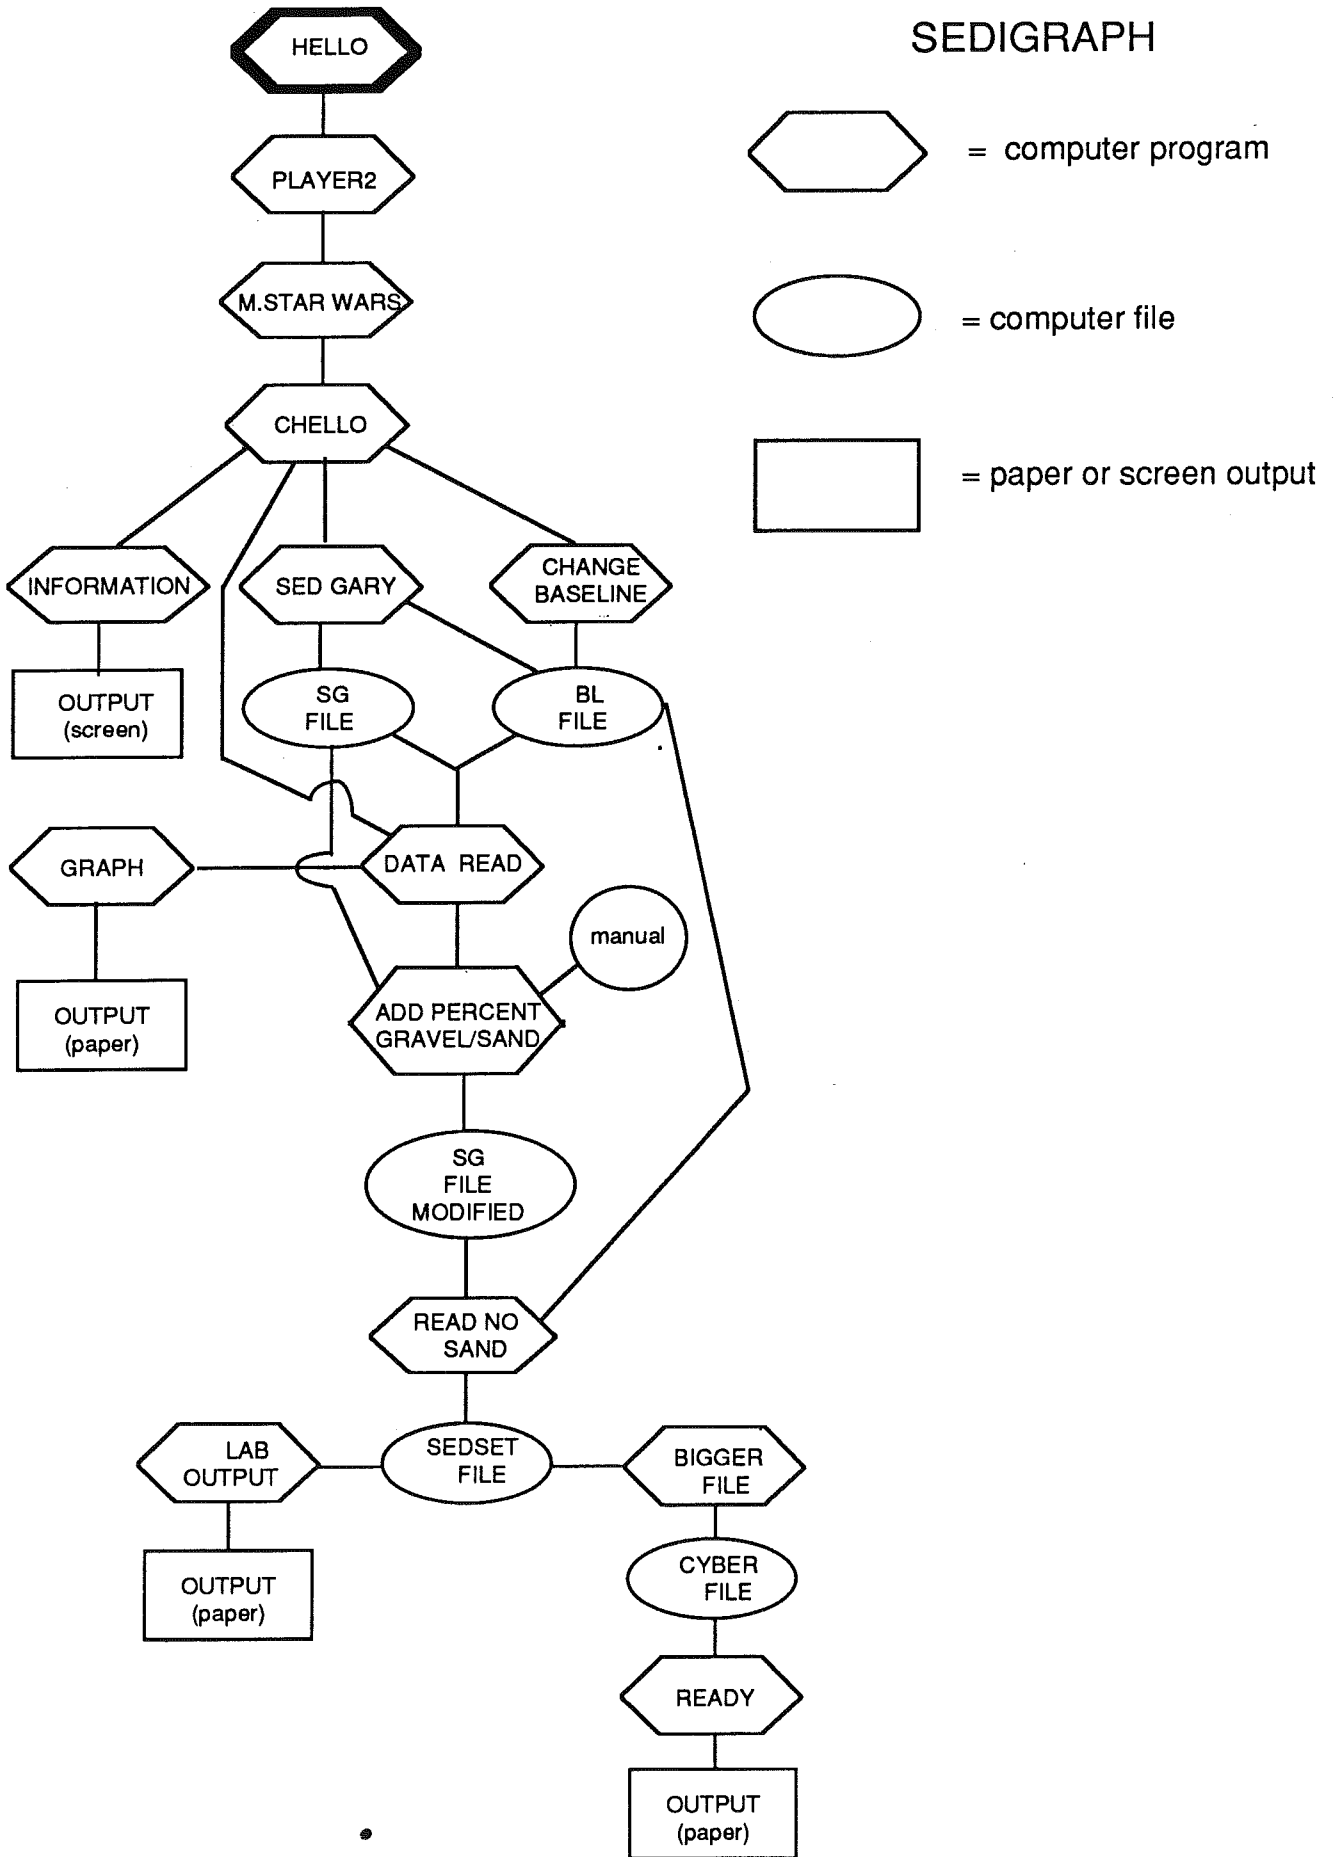 SEDIGRAPH
= computer program
= computer file
= paper or screen output
HELLO
PLAYER2
M.STAR WARS
CHELLO
INFORMATION
SED GARY
CHANGE
BASELINE
OUTPUT
(screen)
SG
FILE
BL
FILE
GRAPH
DATA READ
manual
OUTPUT
(paper)
ADD PERCENT
GRAVEL/SAND
SG
FILE
MODIFIED
READ NO
SAND
LAB
OUTPUT
SEDSET
FILE
BIGGER
FILE
OUTPUT
(paper)
CYBER
FILE
READY
OUTPUT
(paper)